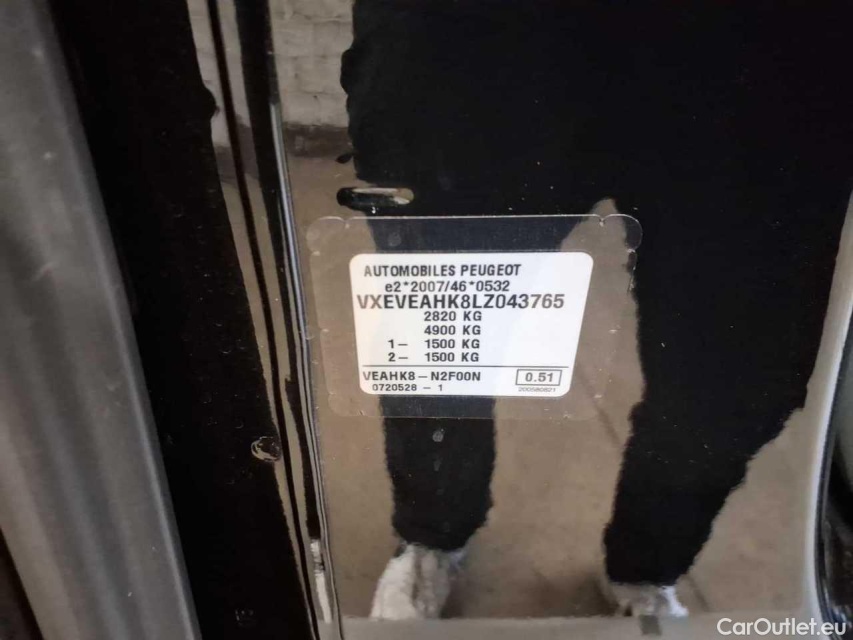 AUTOMOBILES PEUGEOT
e2*2007/46*0532
VXEVEAHK8LZ043765
2820 KG
4900 KG
1- 1500 KG
2- 1500 KG
VEAHK8-N2F00N 0.51
0720528 - 1 200580821
CarOutlet.eu